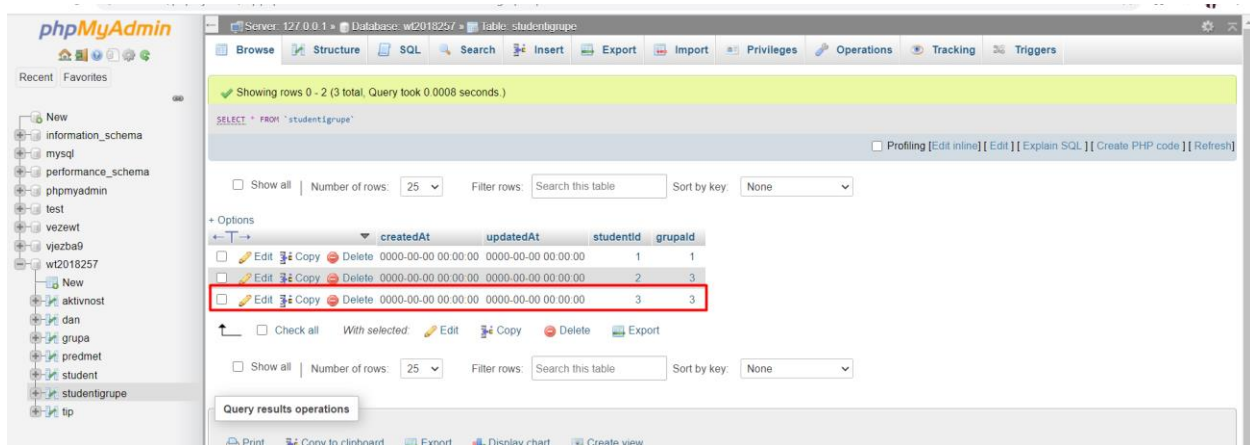 phpMyAdmin
Server: 127.0.0.1 » Database: wt2018257 » Table: studentigrupe
Browse Structure SQL Search Insert Export Import Privileges Operations Tracking Triggers
Recent Favorites
New
information_schema
mysql
performance_schema
phpmyadmin
test
vezewt
vjezba9
wt2018257
New
aktivnost
dan
grupa
predmet
student
studentigrupe
tip
Showing rows 0 - 2 (3 total, Query took 0.0008 seconds.)
SELECT * FROM `studentigrupe`
Profiling [Edit inline] [ Edit ] [ Explain SQL ] [ Create PHP code ] [ Refresh]
Show all | Number of rows: 25 Filter rows: Search this table Sort by key: None
+ Options
←T→ createdAt updatedAt studentId grupaId
Edit Copy Delete 0000-00-00 00:00:00 0000-00-00 00:00:00 1 1
Edit Copy Delete 0000-00-00 00:00:00 0000-00-00 00:00:00 2 3
Edit Copy Delete 0000-00-00 00:00:00 0000-00-00 00:00:00 3 3
Check all With selected: Edit Copy Delete Export
Show all | Number of rows: 25 Filter rows: Search this table Sort by key: None
Query results operations
Print Copy to clipboard Export Display chart Create view